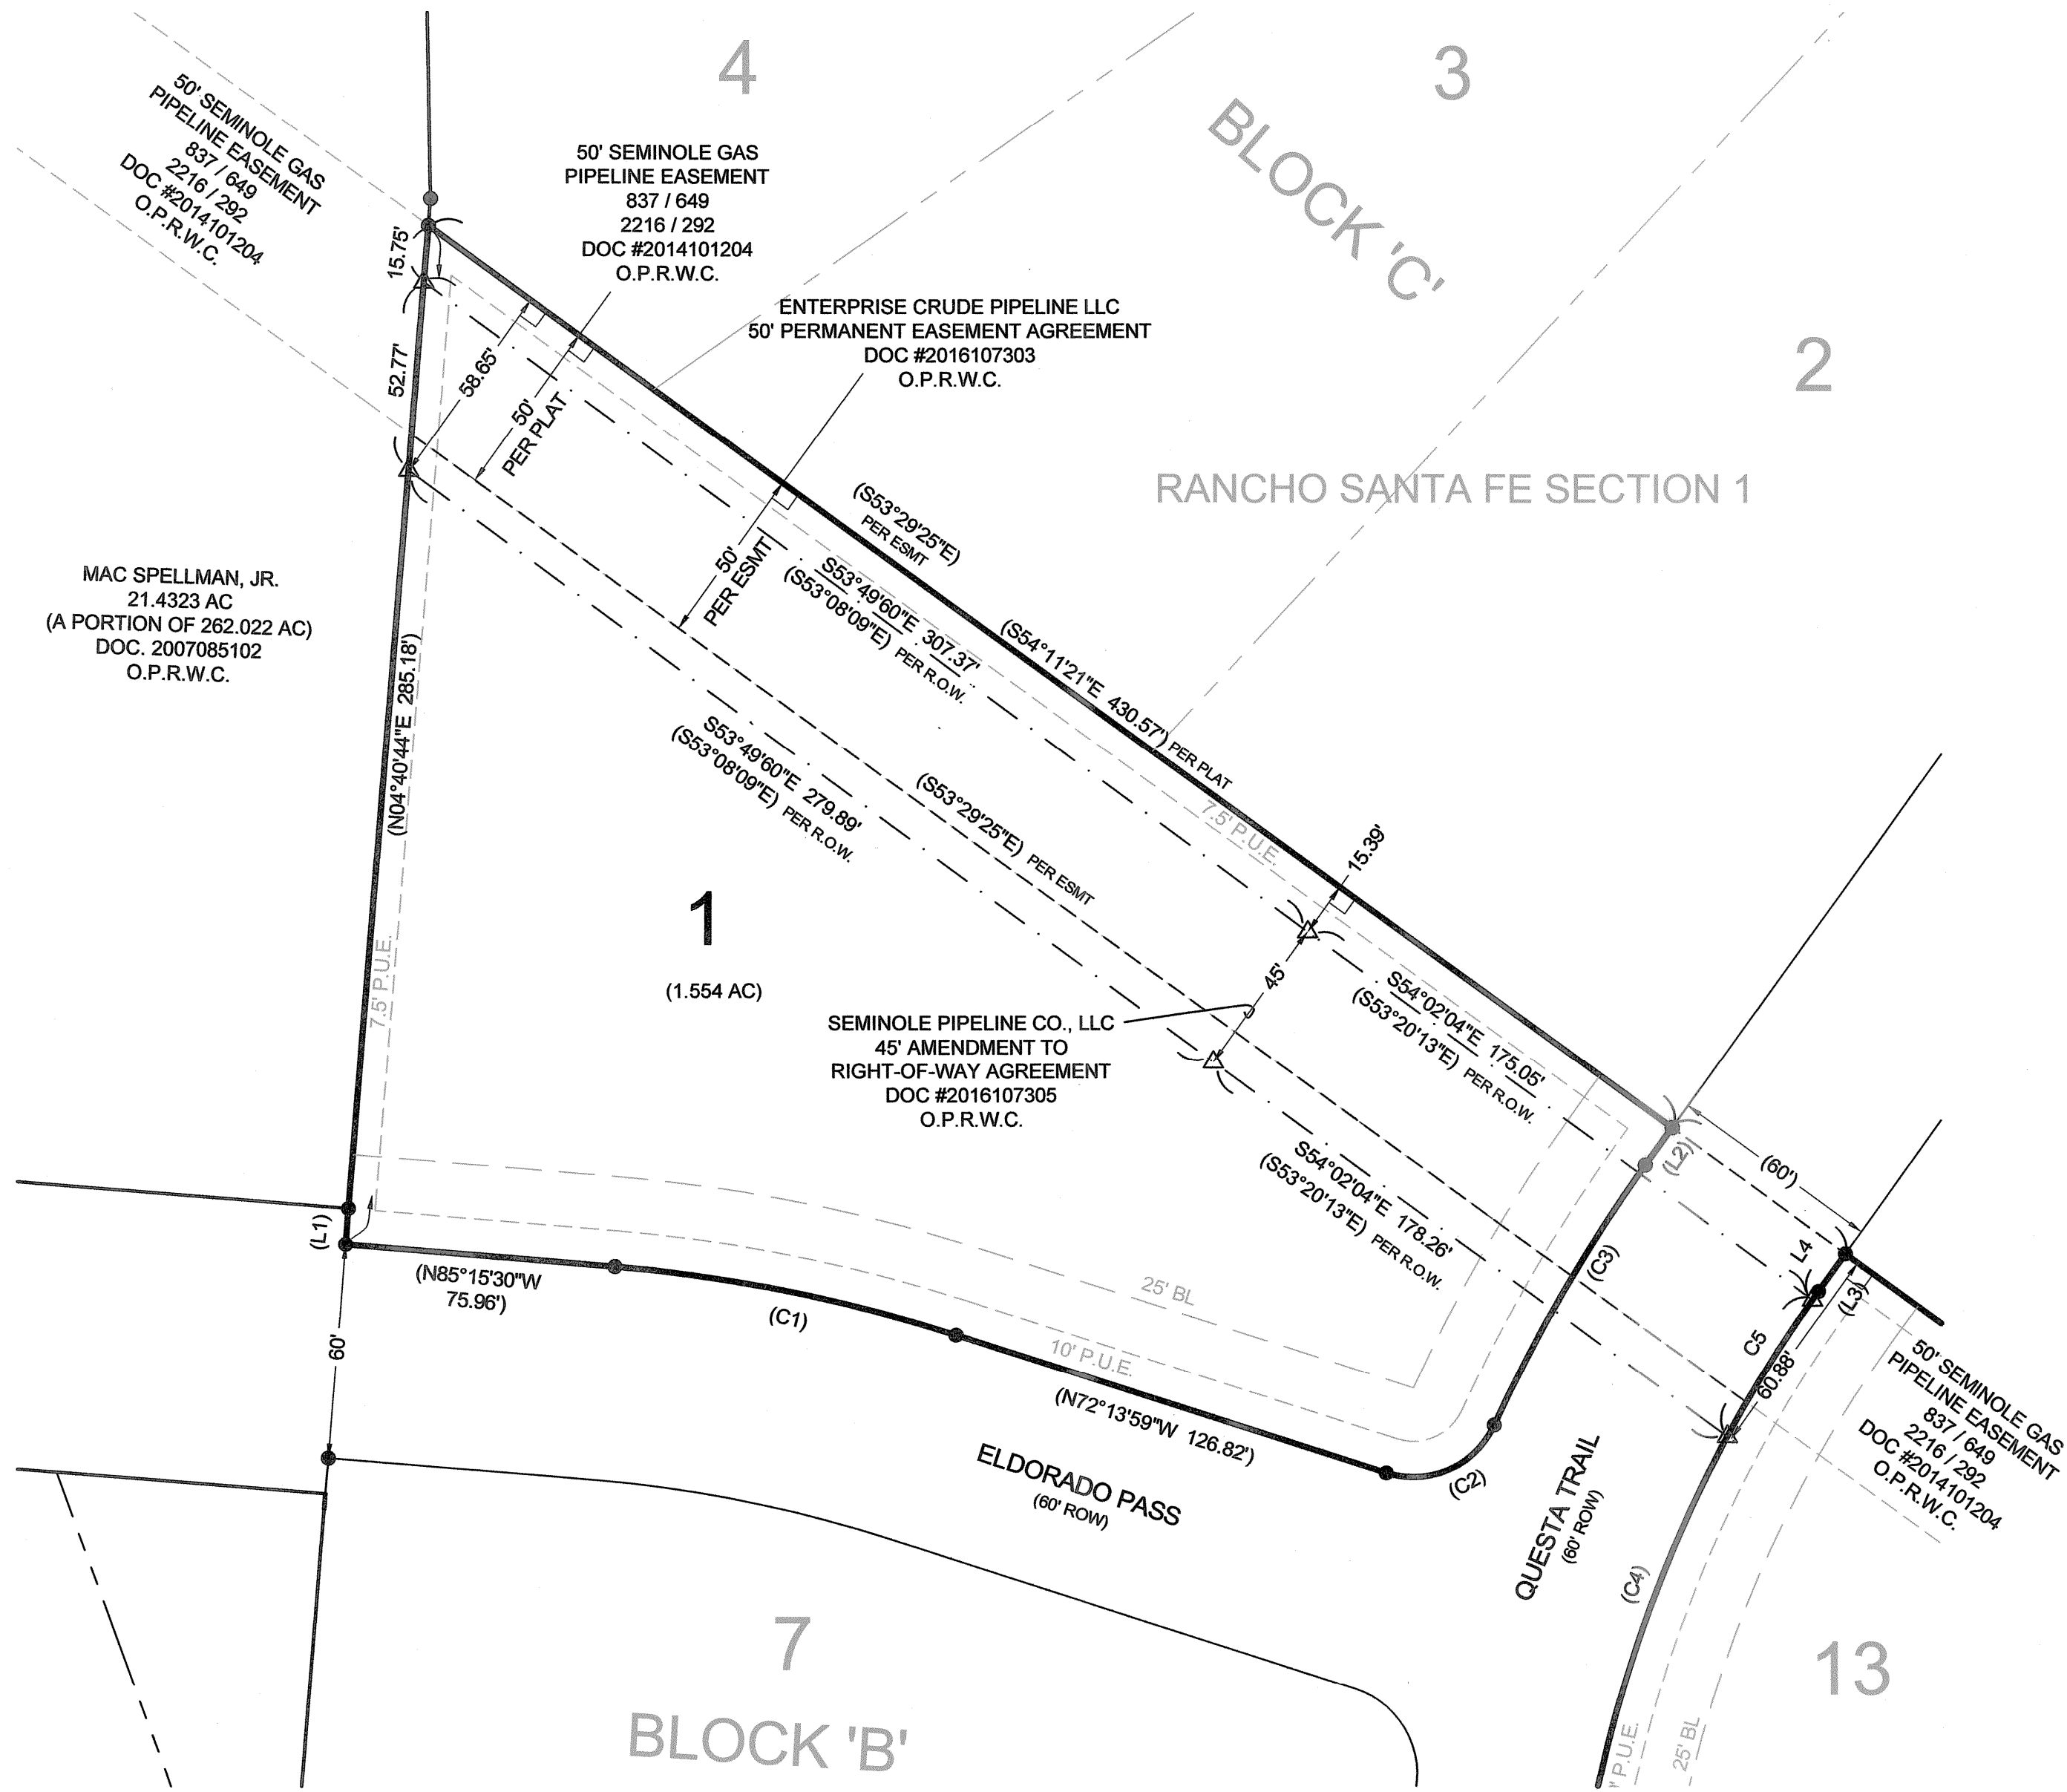 4
3
BLOCK 'C'
2
RANCHO SANTA FE SECTION 1
50' SEMINOLE GAS
PIPELINE EASEMENT
837 / 649
2216 / 292
DOC #2014101204
O.P.R.W.C.
50' SEMINOLE GAS
PIPELINE EASEMENT
837 / 649
2216 / 292
DOC #2014101204
O.P.R.W.C.
ENTERPRISE CRUDE PIPELINE LLC
50' PERMANENT EASEMENT AGREEMENT
DOC #2016107303
O.P.R.W.C.
15.75'
52.77'
58.65'
50'
PER PLAT
50'
PER ESMT
(S53°29'25"E)
PER ESMT
S53°49'60"E 307.37'
(S53°08'09"E) PER R.O.W.
(S54°11'21"E 430.57') PER PLAT
MAC SPELLMAN, JR.
21.4323 AC
(A PORTION OF 262.022 AC)
DOC. 2007085102
O.P.R.W.C.
(N04°40'44"E 285.18')
S53°49'60"E 279.89'
(S53°08'09"E) PER R.O.W.
(S53°29'25"E) PER ESMT
7.5' P.U.E.
15.39'
45'
1
(1.554 AC)
7.5' P.U.E.
SEMINOLE PIPELINE CO., LLC
45' AMENDMENT TO
RIGHT-OF-WAY AGREEMENT
DOC #2016107305
O.P.R.W.C.
S54°02'04"E 175.05'
(S53°20'13"E) PER R.O.W.
S54°02'04"E 178.26'
(S53°20'13"E) PER R.O.W.
(L2)
(60')
(L1)
(N85°15'30"W
75.96')
(C1)
25' BL
10' P.U.E.
(N72°13'59"W 126.82')
(C2)
(C3)
L4
(L3)
C5
60.88'
60'
ELDORADO PASS
(60' ROW)
QUESTA TRAIL
(60' ROW)
(C4)
50' SEMINOLE GAS
PIPELINE EASEMENT
837 / 649
2216 / 292
DOC #2014101204
O.P.R.W.C.
7
BLOCK 'B'
13
' P.U.E.
25' BL